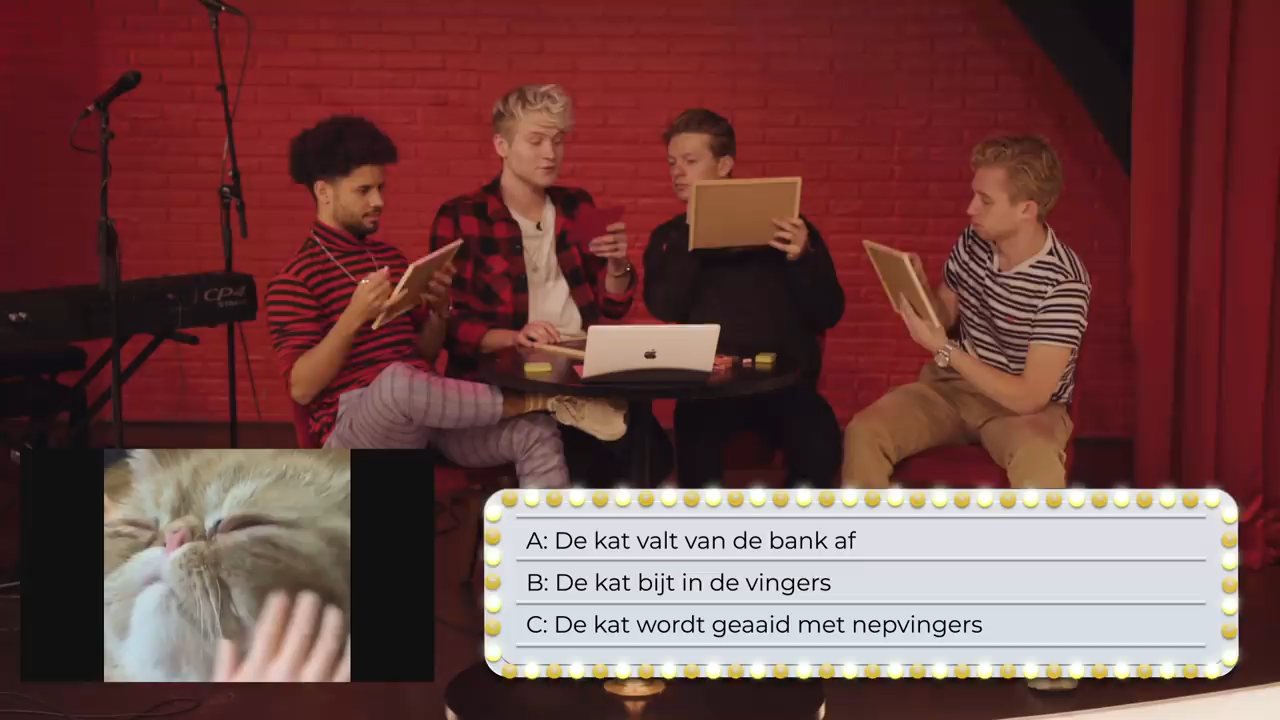 CP4
A: De kat valt van de bank af
B: De kat bijt in de vingers
C: De kat wordt geaaid met nepvingers